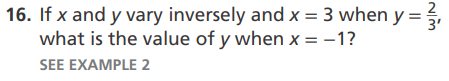 16. If x and y vary inversely and x = 3 when y = 2/3,
what is the value of y when x = −1?
SEE EXAMPLE 2